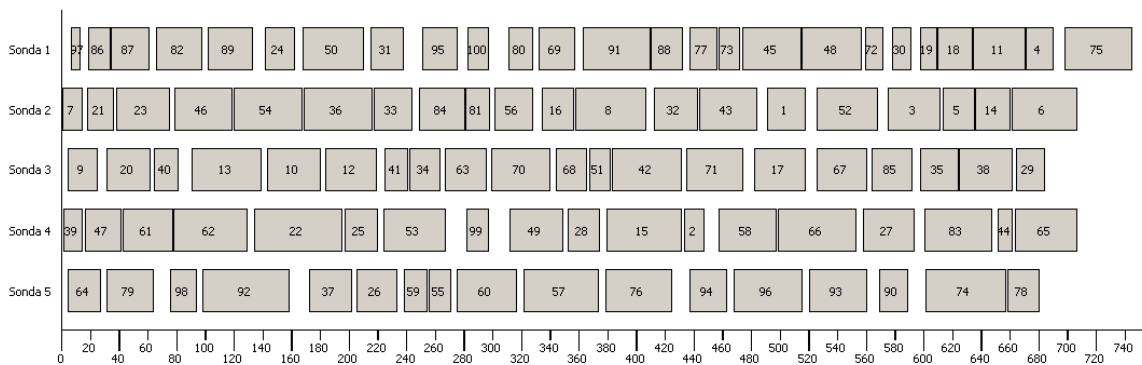 Sonda 1 97 86 87 82 89 24 50 31 95 100 80 69 91 88 77 73 45 48 72 30 19 18 11 4 75
Sonda 2 7 21 23 46 54 36 33 84 81 56 16 8 32 43 1 52 3 5 14 6
Sonda 3 9 20 40 13 10 12 41 34 63 70 68 51 42 71 17 67 85 35 38 29
Sonda 4 39 47 61 62 22 25 53 99 49 28 15 2 58 66 27 83 44 65
Sonda 5 64 79 98 92 37 26 59 55 60 57 76 94 96 93 90 74 78
0 40 80 120 160 200 240 280 320 360 400 440 480 520 560 600 640 680 720
20 60 100 140 180 220 260 300 340 380 420 460 500 540 580 620 660 700 740